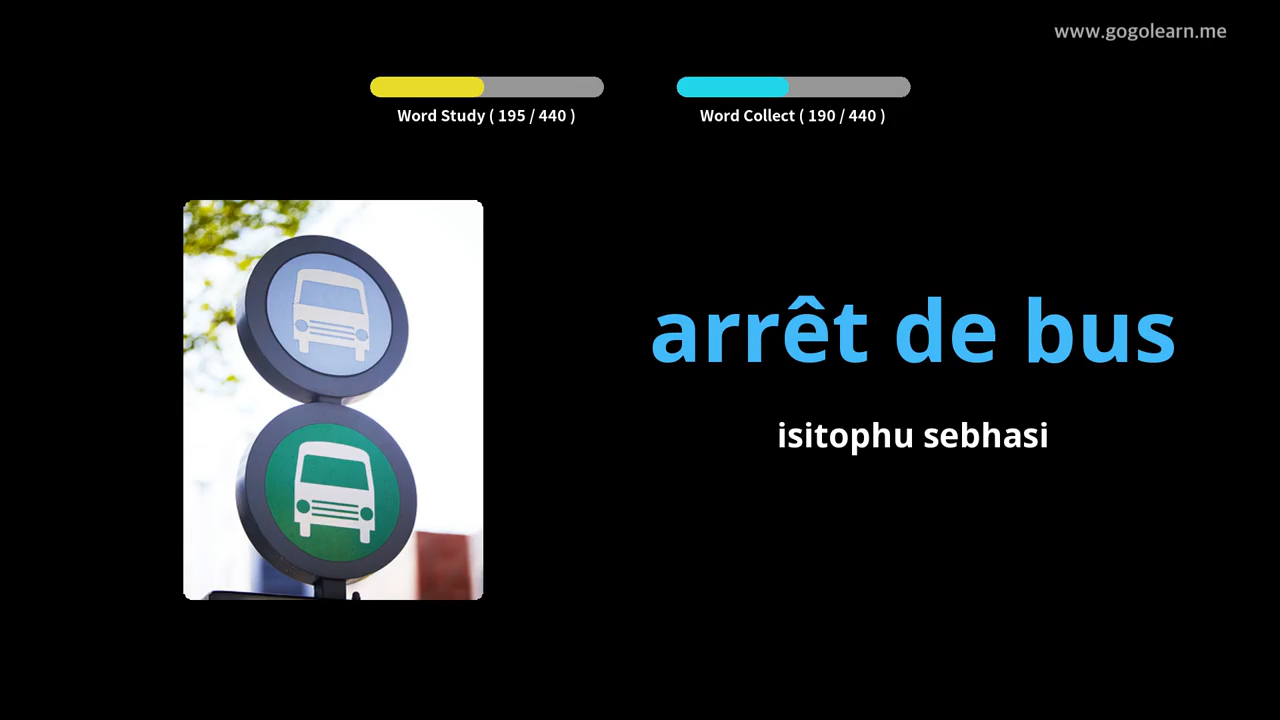 www.gogolearn.me
Word Study ( 195 / 440 )
Word Collect ( 190 / 440 )
arrêt de bus
isitophu sebhasi